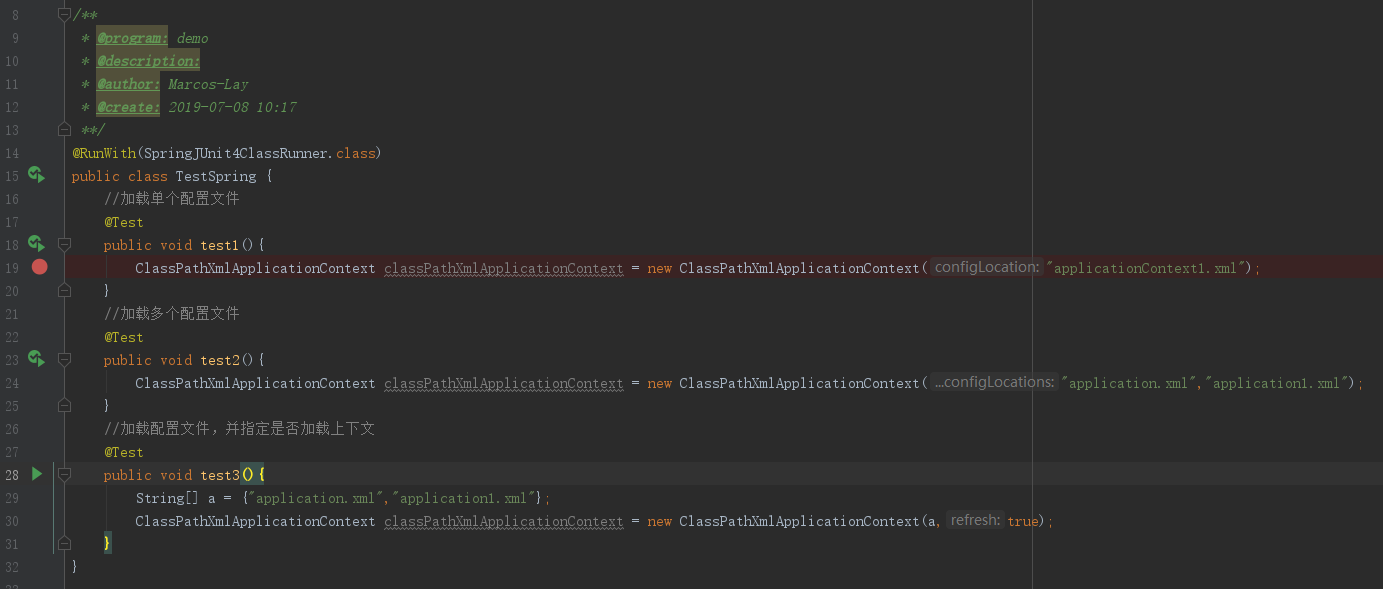 8 /**
9 * @program: demo
10 * @description:
11 * @author: Marcos-Lay
12 * @create: 2019-07-08 10:17
13 **/
14 @RunWith(SpringJUnit4ClassRunner.class)
15 public class TestSpring {
16 //加载单个配置文件
17 @Test
18 public void test1(){
19 ClassPathXmlApplicationContext classPathXmlApplicationContext = new ClassPathXmlApplicationContext( configLocation: "applicationContext1.xml");
20 }
21 //加载多个配置文件
22 @Test
23 public void test2(){
24 ClassPathXmlApplicationContext classPathXmlApplicationContext = new ClassPathXmlApplicationContext( ...configLocations: "application.xml","application1.xml");
25 }
26 //加载配置文件，并指定是否加载上下文
27 @Test
28 public void test3(){
29 String[] a = {"application.xml","application1.xml"};
30 ClassPathXmlApplicationContext classPathXmlApplicationContext = new ClassPathXmlApplicationContext(a, refresh: true);
31 }
32 }